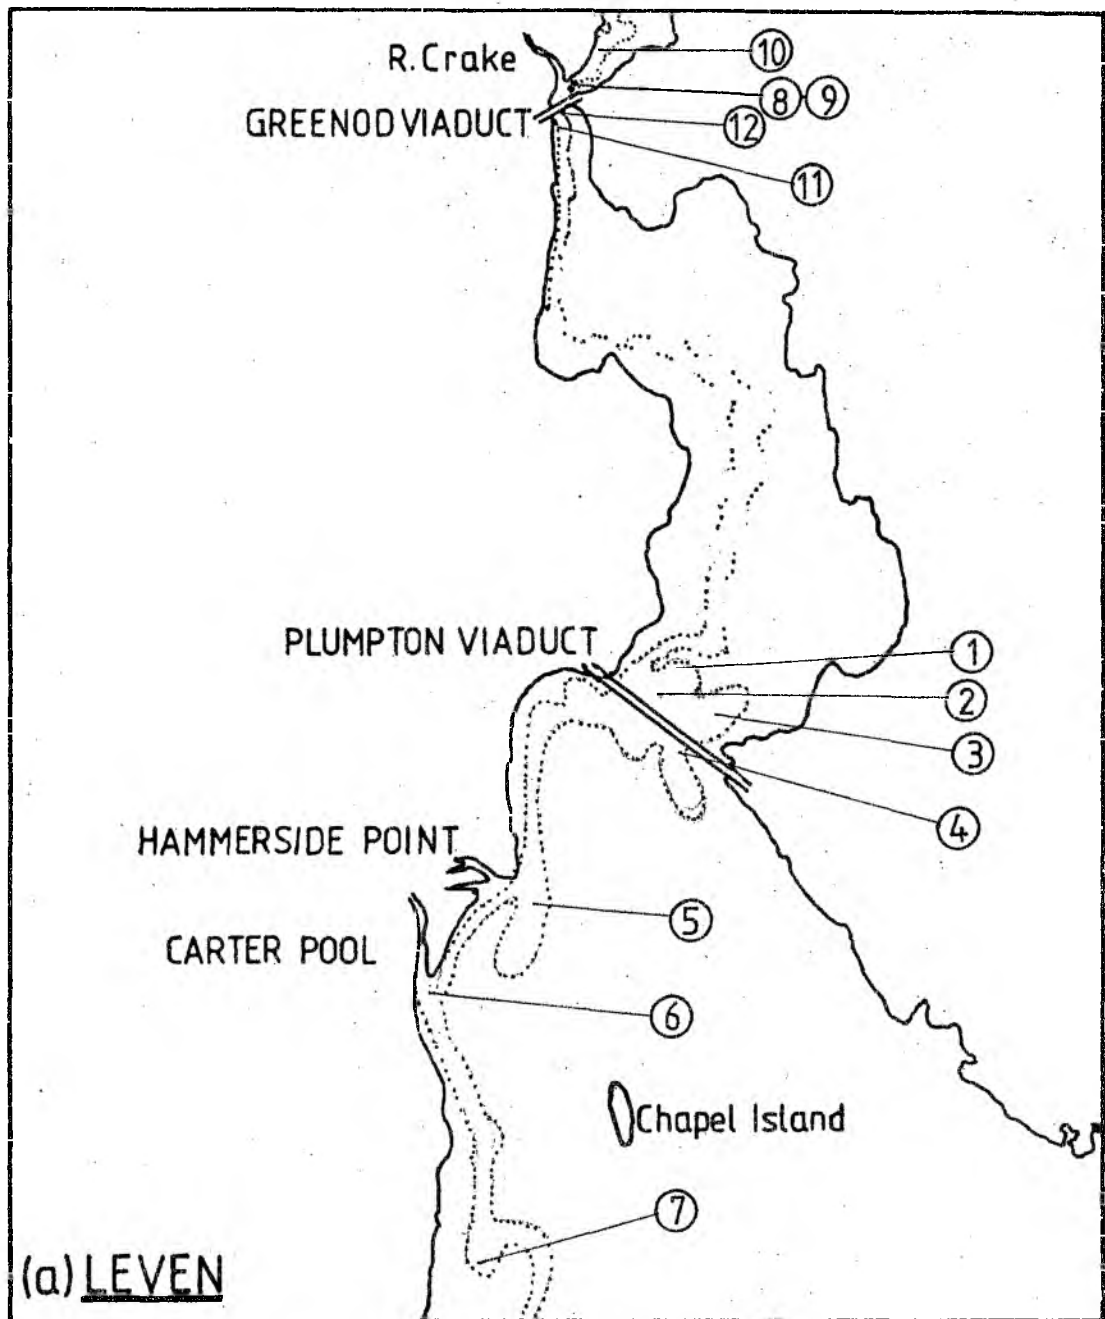 R. Crake
10
8 9
GREENOD VIADUCT
12
11
PLUMPTON VIADUCT
1
2
3
4
HAMMERSIDE POINT
5
CARTER POOL
6
Chapel Island
7
(a) LEVEN